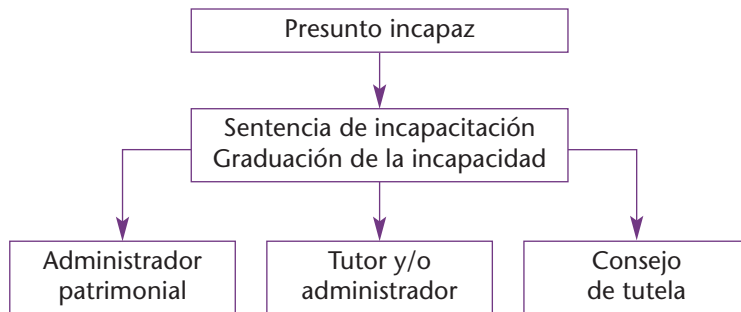 Presunto incapaz
Sentencia de incapacitación
Graduación de la incapacidad
Administrador
patrimonial
Tutor y/o
administrador
Consejo
de tutela